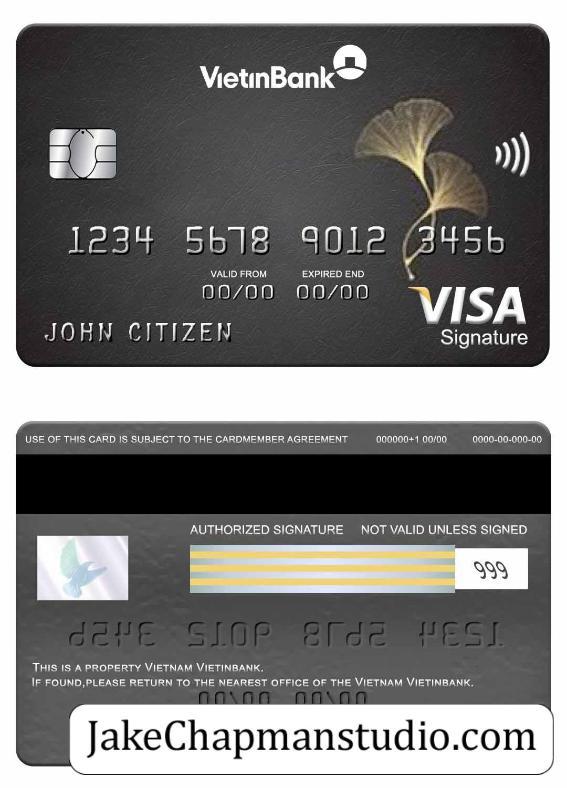 VietinBank
1234 5678 9012 3456
VALID FROM EXPIRED END
00/00 00/00
VISA
Signature
JOHN CITIZEN
USE OF THIS CARD IS SUBJECT TO THE CARDMEMBER AGREEMENT 000000+1 00/00 0000-00-000-00
AUTHORIZED SIGNATURE NOT VALID UNLESS SIGNED
999
THIS IS A PROPERTY VIETNAM VIETINBANK.
IF FOUND,PLEASE RETURN TO THE NEAREST OFFICE OF THE VIETNAM VIETINBANK.
JakeChapmanstudio.com